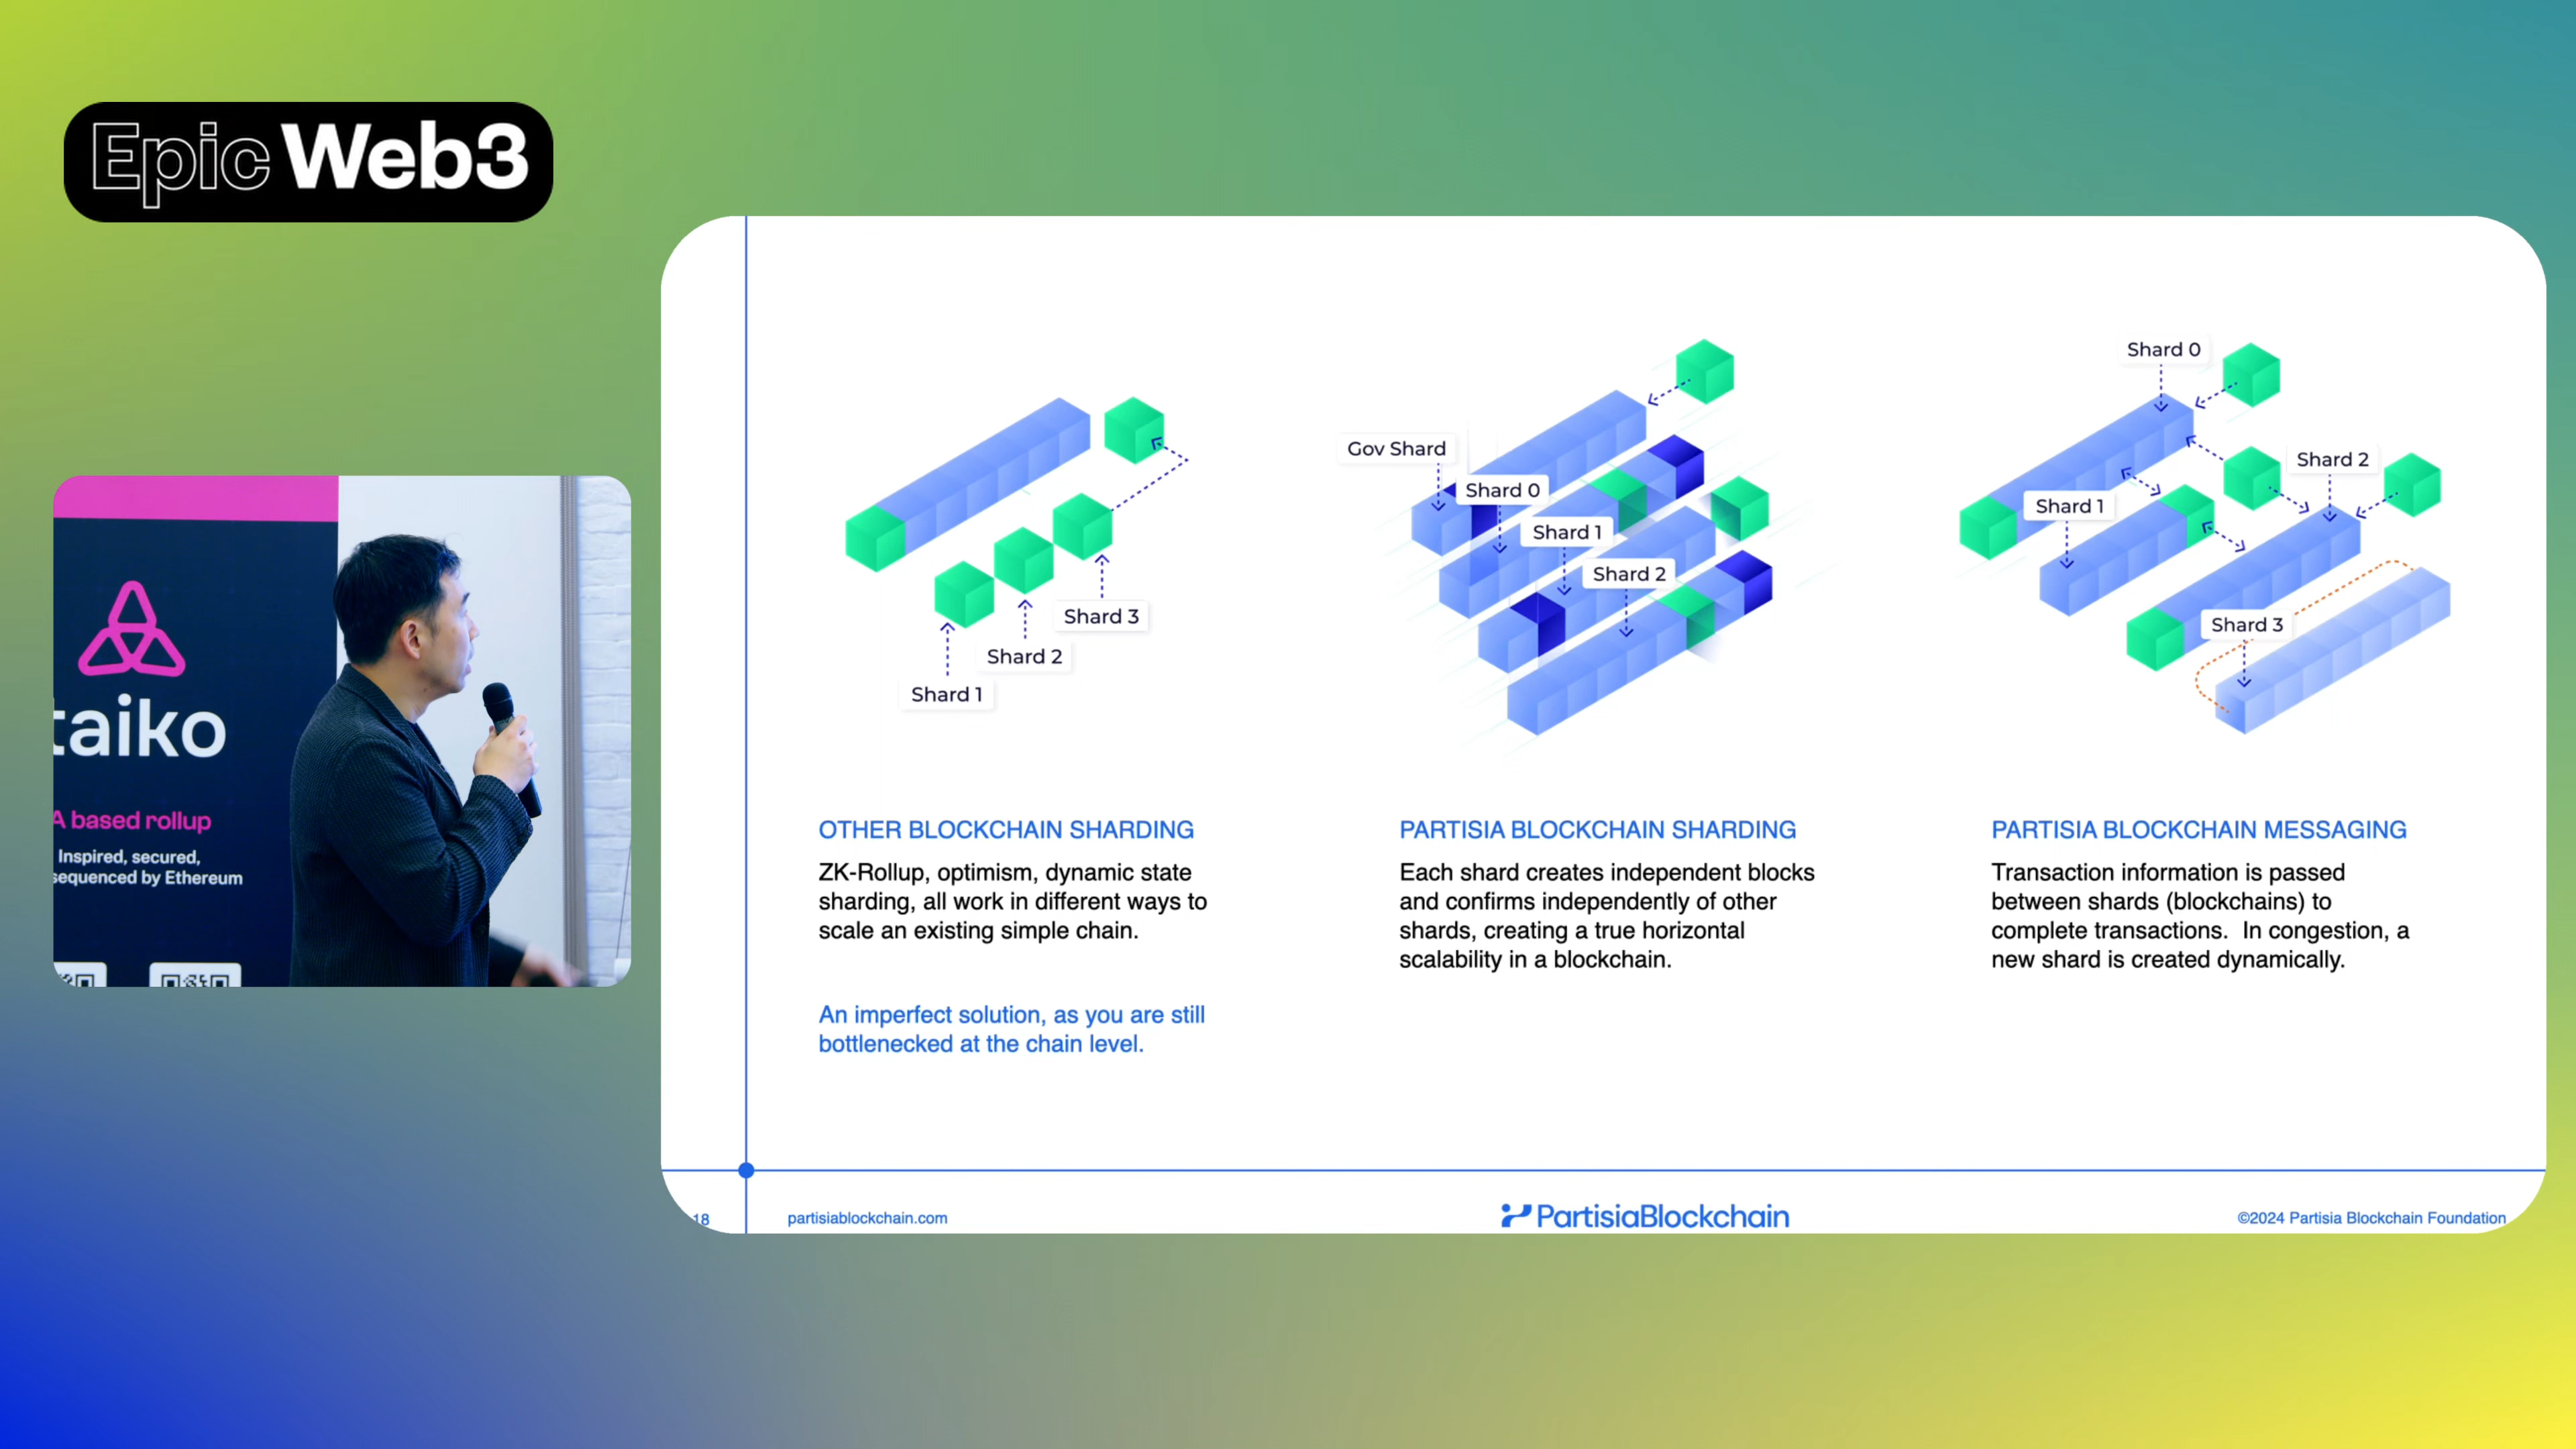 Epic Web3
taiko
A based rollup
Inspired, secured,
sequenced by Ethereum
Shard 1
Shard 2
Shard 3
Gov Shard
Shard 0
Shard 1
Shard 2
Shard 0
Shard 1
Shard 2
Shard 3
OTHER BLOCKCHAIN SHARDING
ZK-Rollup, optimism, dynamic state
sharding, all work in different ways to
scale an existing simple chain.
An imperfect solution, as you are still
bottlenecked at the chain level.
PARTISIA BLOCKCHAIN SHARDING
Each shard creates independent blocks
and confirms independently of other
shards, creating a true horizontal
scalability in a blockchain.
PARTISIA BLOCKCHAIN MESSAGING
Transaction information is passed
between shards (blockchains) to
complete transactions.  In congestion, a
new shard is created dynamically.
18
partisiablockchain.com
PartisiaBlockchain
©2024 Partisia Blockchain Foundation